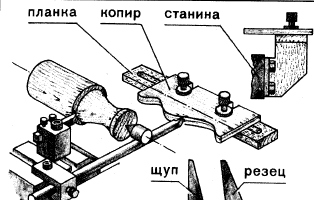 планка копир станина
щуп резец